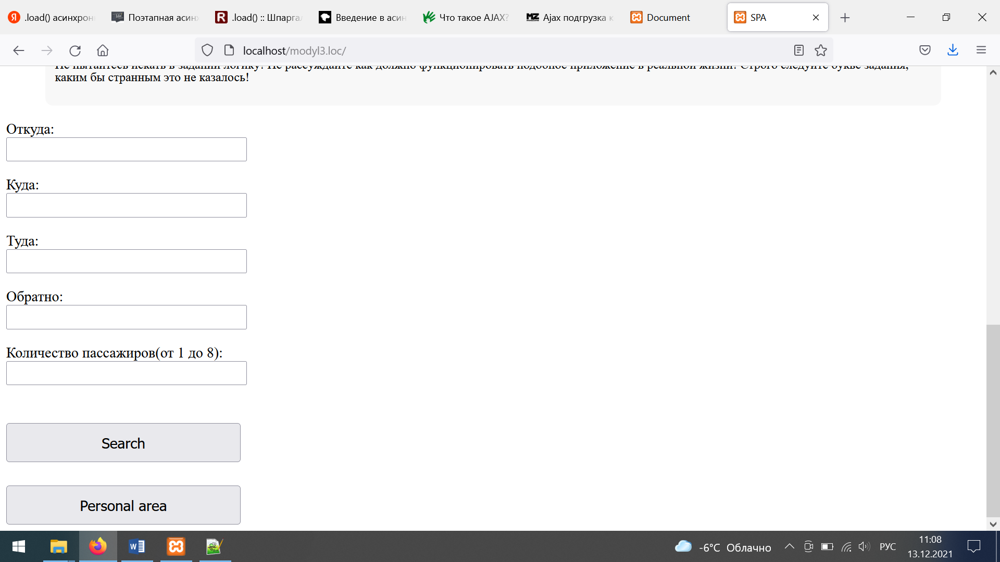 .load() асинхрон
Поэтапная асинх
.load() :: Шпаргал
Введение в асин
Что такое AJAX?
Ajax подгрузка к
Document
SPA
localhost/modyl3.loc/
Не пытайтесь искать в задании логику! Не рассуждайте как должно функционировать подобное приложение в реальной жизни! Строго следуйте букве задания,
каким бы странным это не казалось!
Откуда:
Куда:
Туда:
Обратно:
Количество пассажиров(от 1 до 8):
Search
Personal area
-6°C Облачно
РУС
11:08
13.12.2021